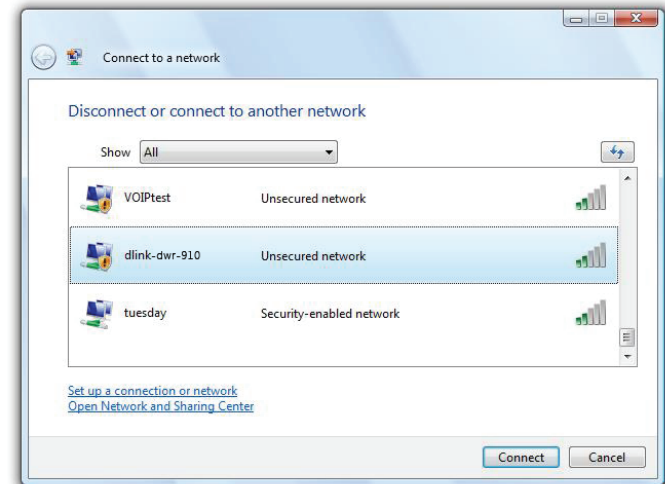 Connect to a network
Disconnect or connect to another network
Show All
VOIPtest Unsecured network
dlink-dwr-910 Unsecured network
tuesday Security-enabled network
Set up a connection or network
Open Network and Sharing Center
Connect Cancel